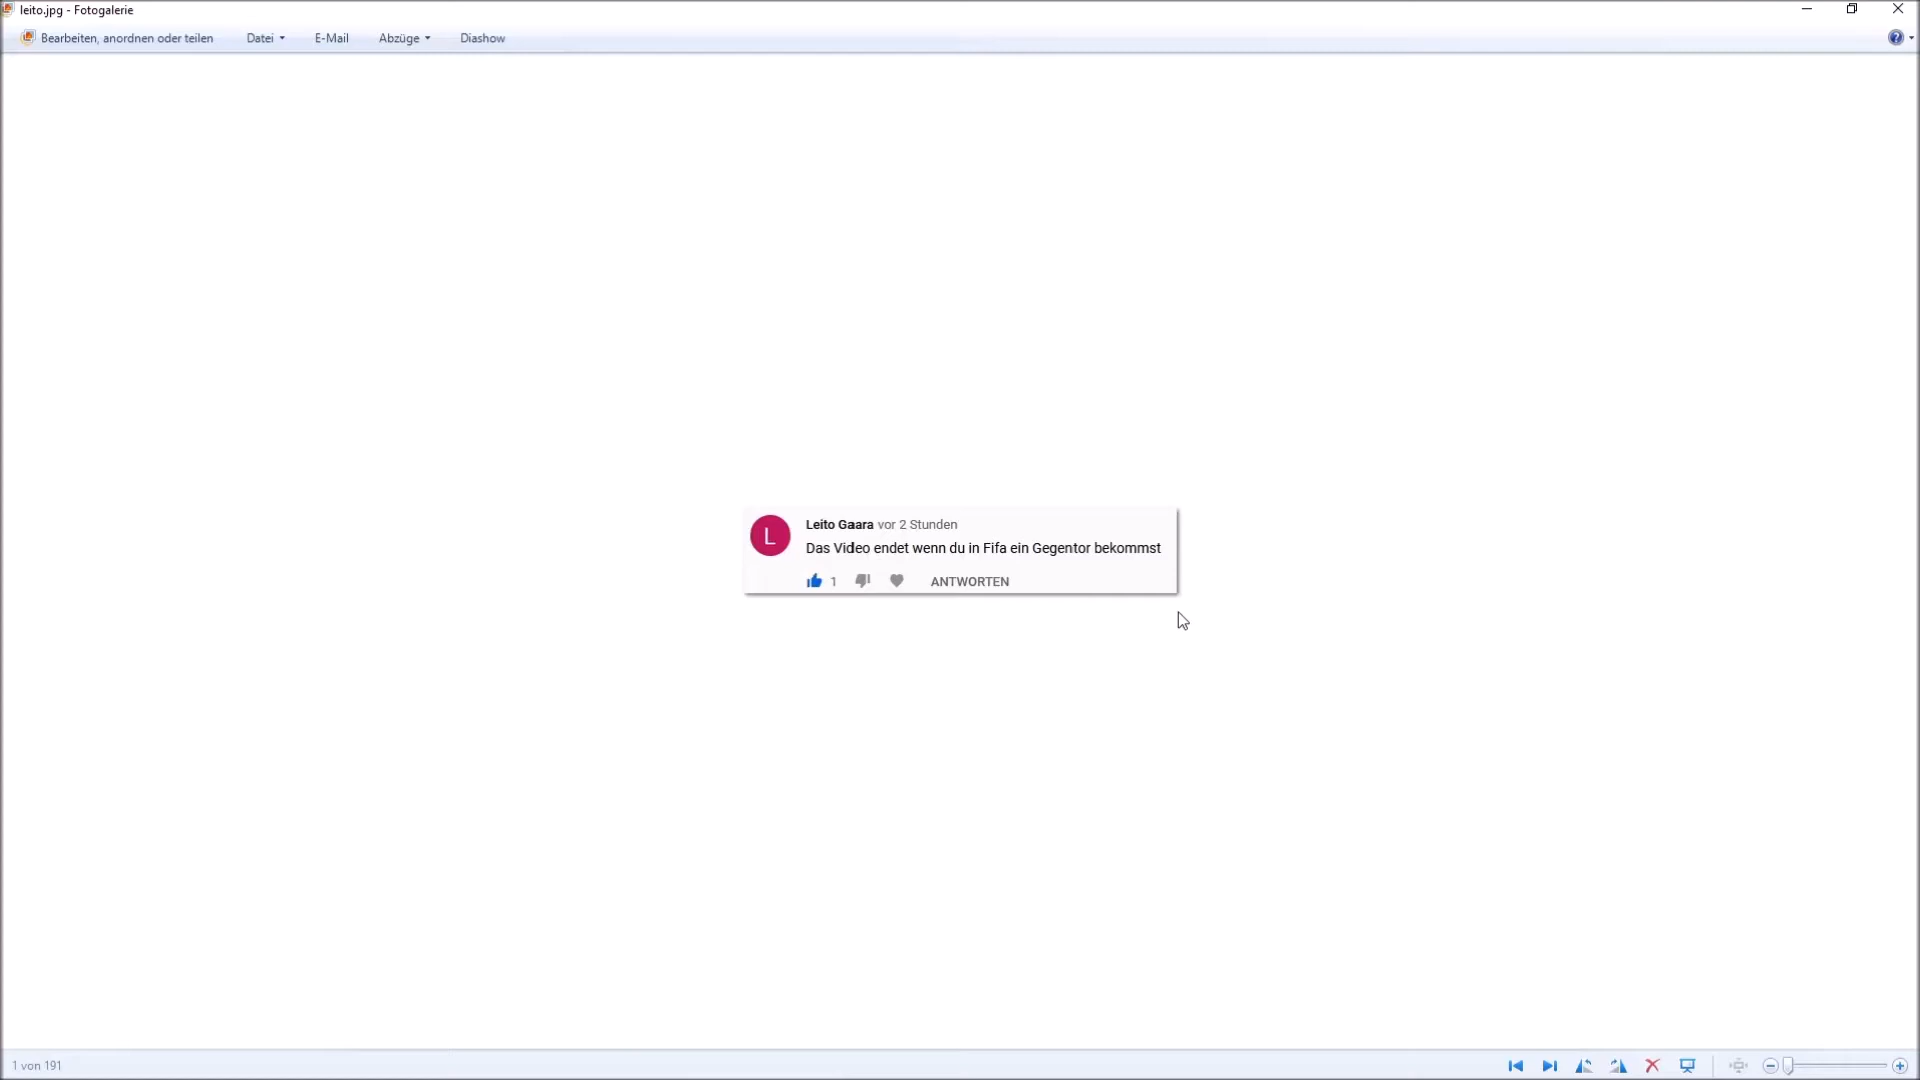 leito.jpg - Fotogalerie
Bearbeiten, anordnen oder teilen Datei E-Mail Abzüge Diashow
L
Leito Gaara vor 2 Stunden
Das Video endet wenn du in Fifa ein Gegentor bekommst
1 ANTWORTEN
1 von 191